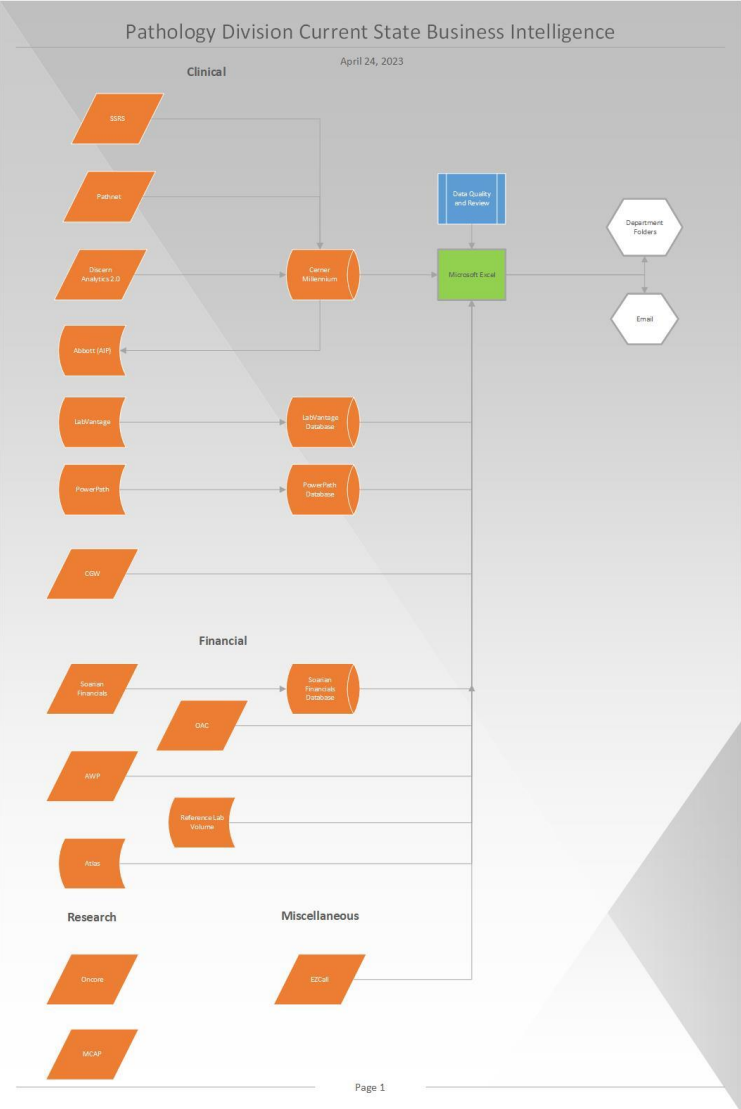 Pathology Division Current State Business Intelligence
April 24, 2023
Clinical
SSRS
Pathnet
Data Quality
and Review
Department
Folders
Discern
Analytics 2.0
Cerner
Millennium
Microsoft Excel
Email
Abbott (AIP)
LabVantage
LabVantage
Database
PowerPath
PowerPath
Database
CGW
Financial
Soarian
Financials
Soarian
Financials
Database
OAC
AWP
Reference Lab
Volume
Atlas
Research
Miscellaneous
Oncore
EZCall
MCAP
Page 1